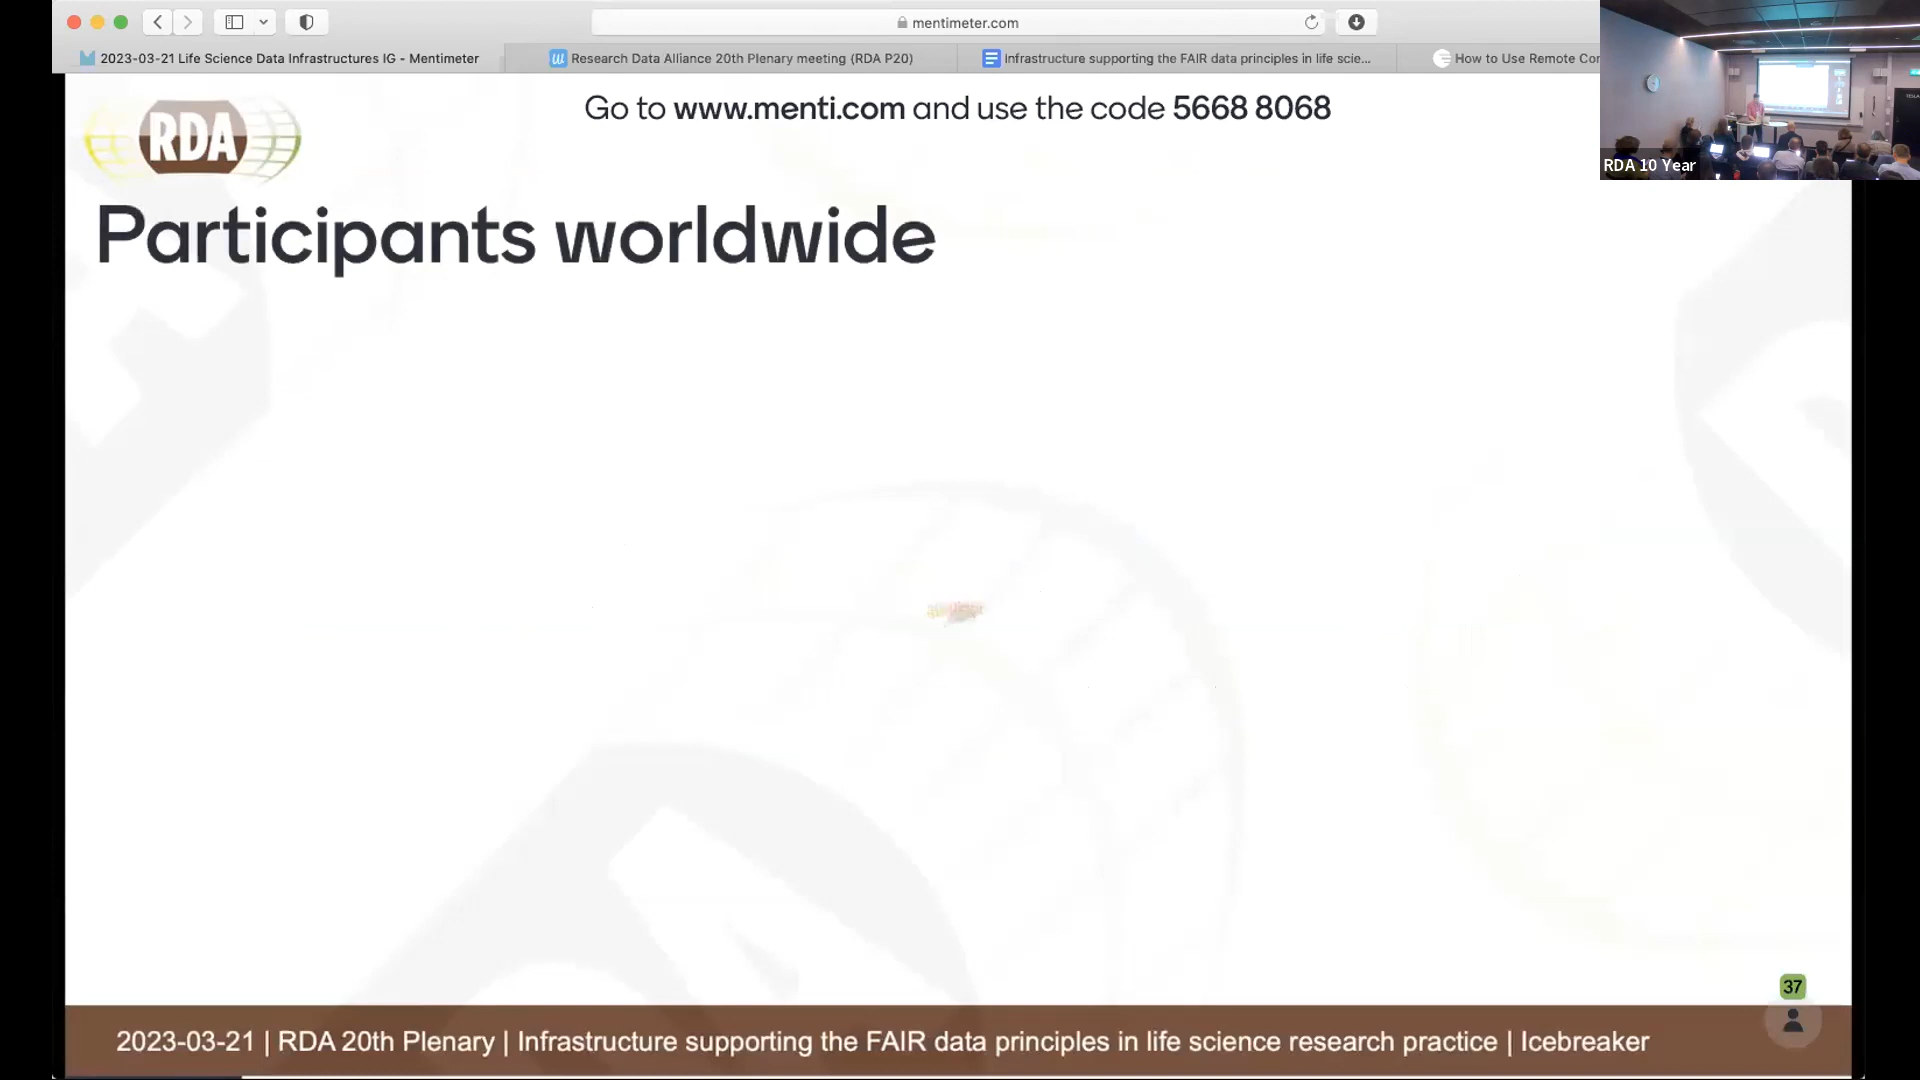 mentimeter.com
2023-03-21 Life Science Data Infrastructures IG - Mentimeter
Research Data Alliance 20th Plenary meeting (RDA P20)
Infrastructure supporting the FAIR data principles in life scie...
How to Use Remote Con
RDA
Go to www.menti.com and use the code 5668 8068
RDA 10 Year
Participants worldwide
37
2023-03-21 | RDA 20th Plenary | Infrastructure supporting the FAIR data principles in life science research practice | Icebreaker